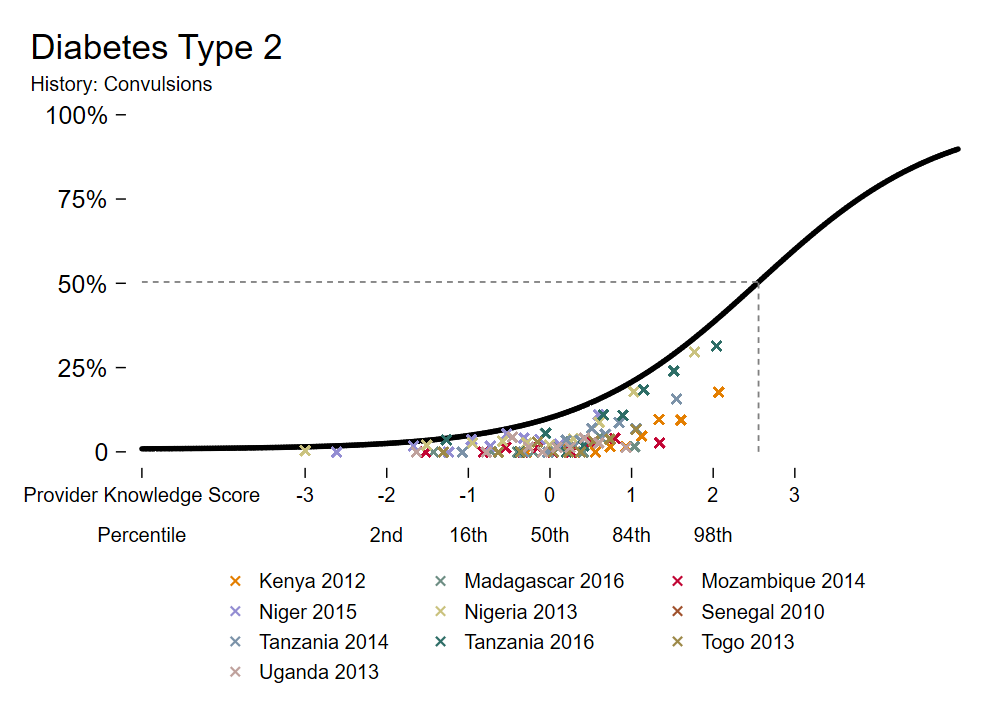 Diabetes Type 2
History: Convulsions
100%
75%
50%
25%
0
Provider Knowledge Score -3 -2 -1 0 1 2 3
Percentile 2nd 16th 50th 84th 98th
Kenya 2012 Madagascar 2016 Mozambique 2014
Niger 2015 Nigeria 2013 Senegal 2010
Tanzania 2014 Tanzania 2016 Togo 2013
Uganda 2013